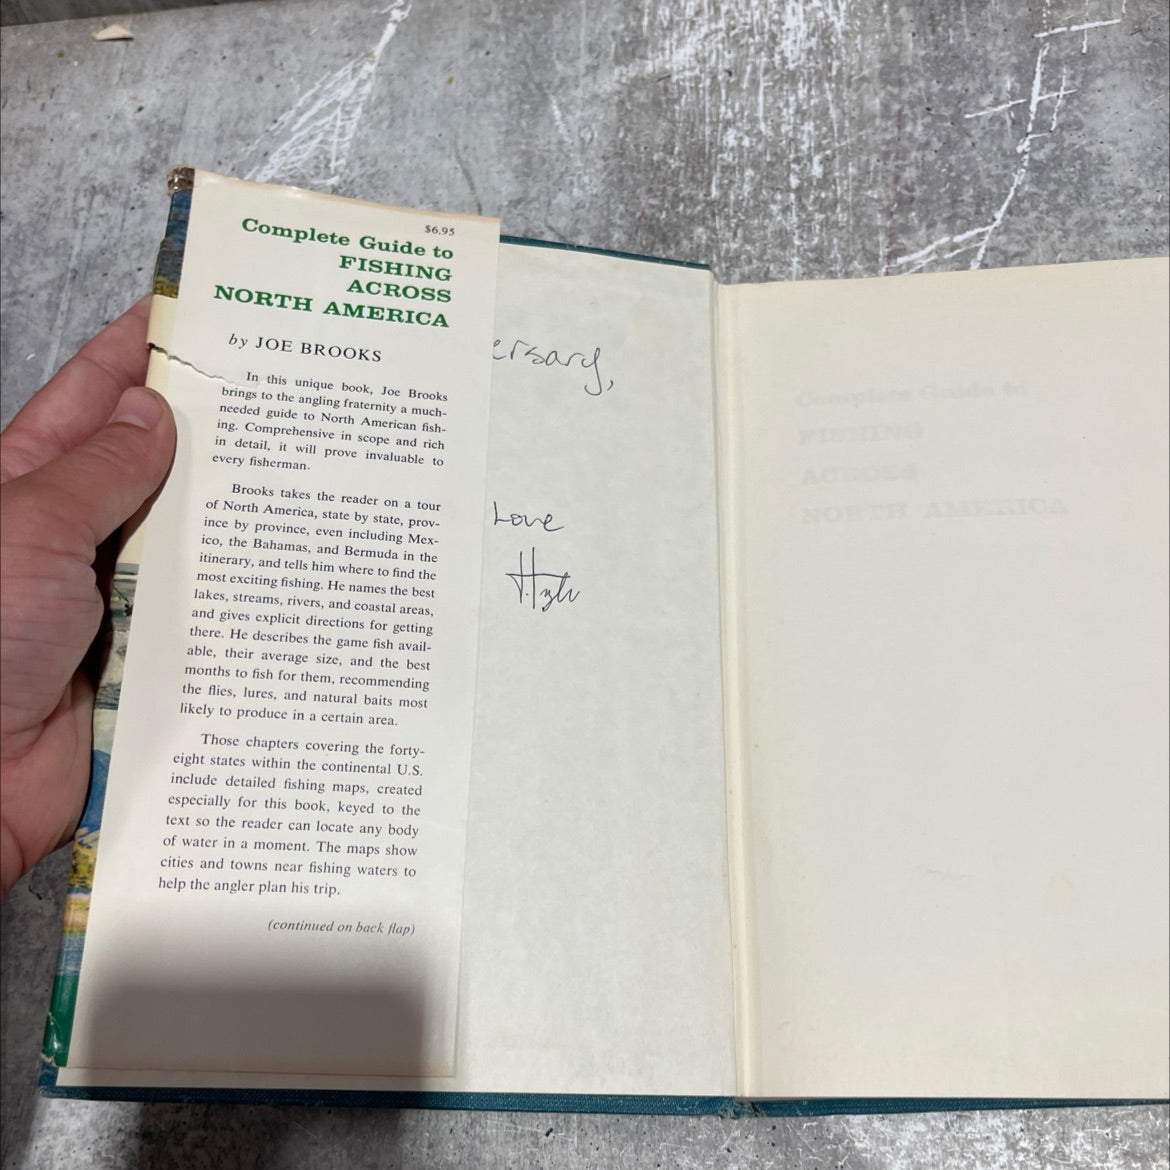 $6.95
Complete Guide to
FISHING
ACROSS
NORTH AMERICA
by JOE BROOKS
In this unique book, Joe Brooks
brings to the angling fraternity a much-
needed guide to North American fish-
ing. Comprehensive in scope and rich
in detail, it will prove invaluable to
every fisherman.
Brooks takes the reader on a tour
of North America, state by state, prov-
ince by province, even including Mex-
ico, the Bahamas, and Bermuda in the
itinerary, and tells him where to find the
most exciting fishing. He names the best
lakes, streams, rivers, and coastal areas,
and gives explicit directions for getting
there. He describes the game fish avail-
able, their average size, and the best
months to fish for them, recommending
the flies, lures, and natural baits most
likely to produce in a certain area.
Those chapters covering the forty-
eight states within the continental U.S.
include detailed fishing maps, created
especially for this book, keyed to the
text so the reader can locate any body
of water in a moment. The maps show
cities and towns near fishing waters to
help the angler plan his trip.
(continued on back flap)
ersary,
Love
Complete Guide to
FISHING
ACROSS
NORTH AMERICA